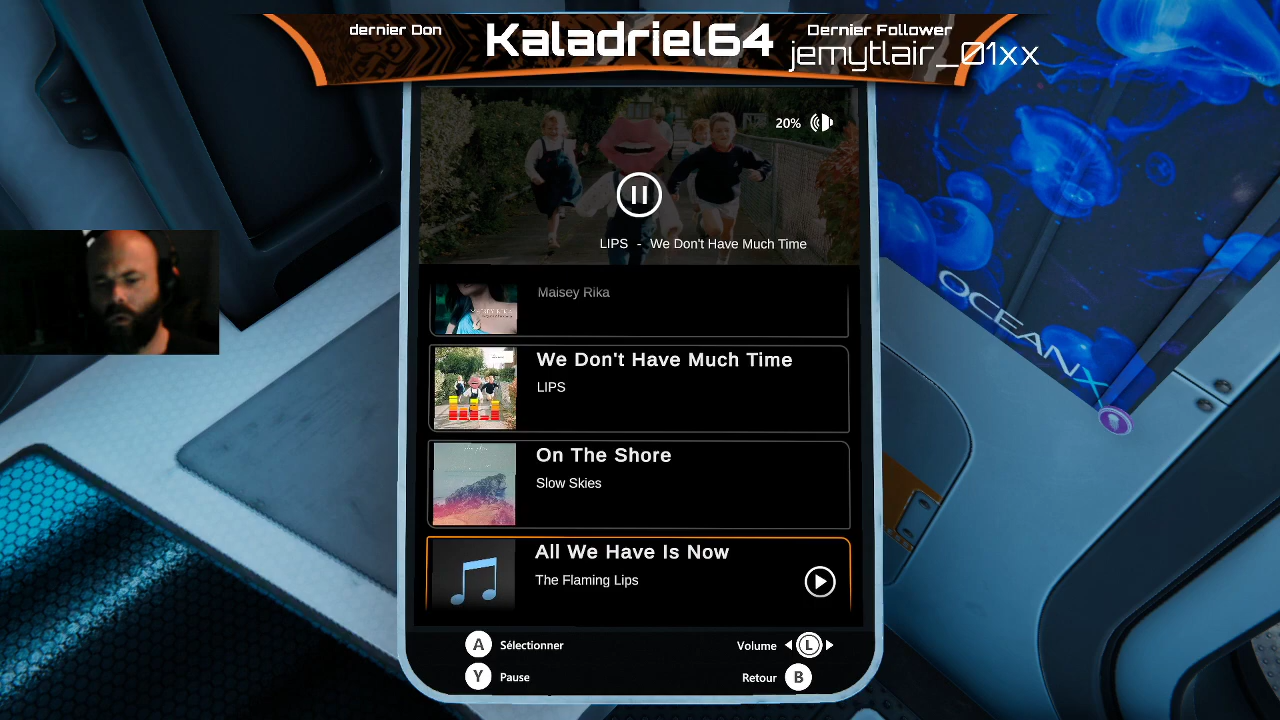 dernier Don
Kaladriel64
Dernier Follower
jemytlair_01xx
20%
LIPS - We Don't Have Much Time
Maisey Rika
We Don't Have Much Time
LIPS
On The Shore
Slow Skies
All We Have Is Now
The Flaming Lips
A Sélectionner
Volume L
Y Pause
Retour B
OCEANX